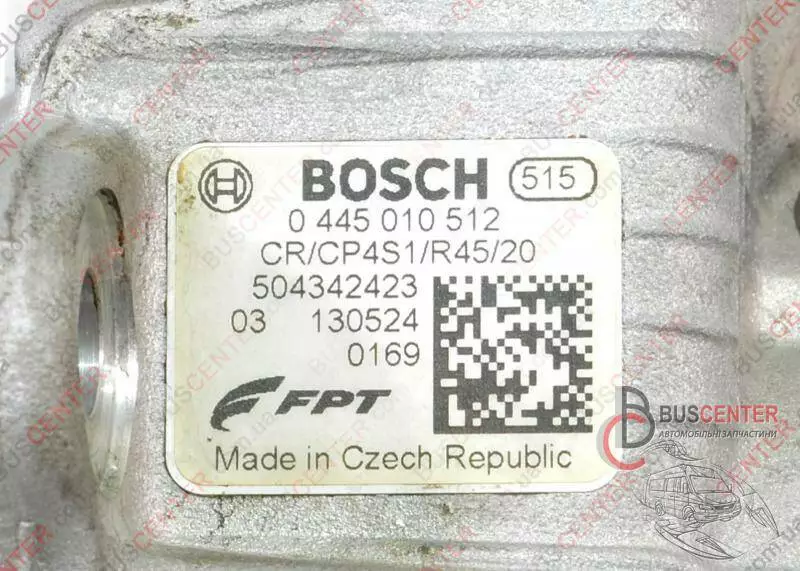 BOSCH 515
0 445 010 512
CR/CP4S1/R45/20
504342423
03 130524
0169
FPT
Made in Czech Republic
BUSCENTER
АВТОМОБІЛЬНІ ЗАПЧАСТИНИ